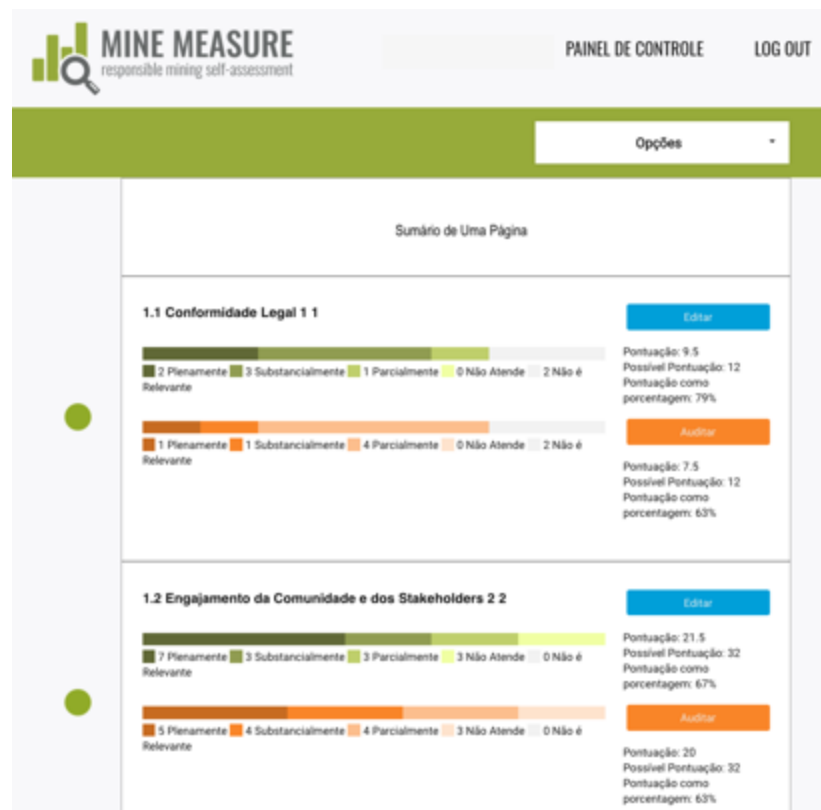 MINE MEASURE
responsible mining self-assessment
PAINEL DE CONTROLE
LOG OUT
Opções
Sumário de Uma Página
1.1 Conformidade Legal 1 1
Editar
2 Plenamente 3 Substancialmente 1 Parcialmente 0 Não Atende 2 Não é
Relevante
Pontuação: 9.5
Possível Pontuação: 12
Pontuação como
porcentagem: 79%
Auditar
1 Plenamente 1 Substancialmente 4 Parcialmente 0 Não Atende 2 Não é
Relevante
Pontuação: 7.5
Possível Pontuação: 12
Pontuação como
porcentagem: 63%
1.2 Engajamento da Comunidade e dos Stakeholders 2 2
Editar
7 Plenamente 3 Substancialmente 3 Parcialmente 3 Não Atende 0 Não é
Relevante
Pontuação: 21.5
Possível Pontuação: 32
Pontuação como
porcentagem: 67%
Auditar
5 Plenamente 4 Substancialmente 4 Parcialmente 3 Não Atende 0 Não é
Relevante
Pontuação: 20
Possível Pontuação: 32
Pontuação como
porcentagem: 63%